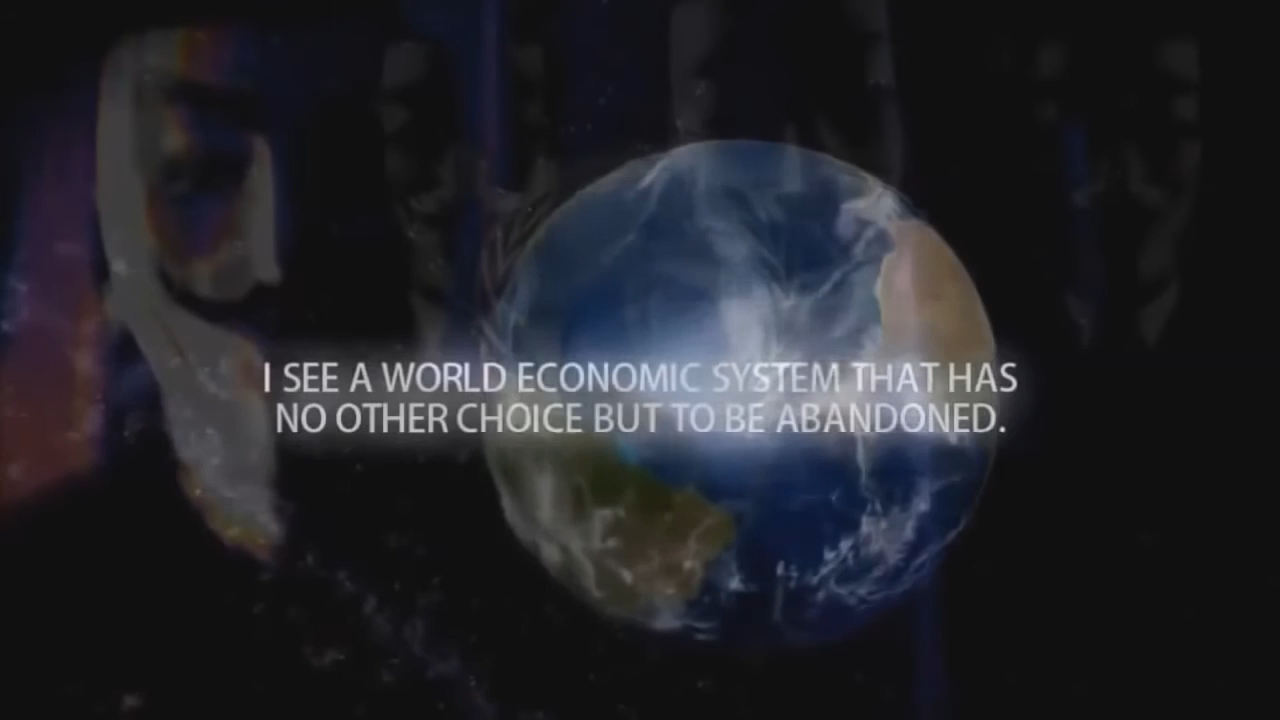 I SEE A WORLD ECONOMIC SYSTEM THAT HAS
NO OTHER CHOICE BUT TO BE ABANDONED.